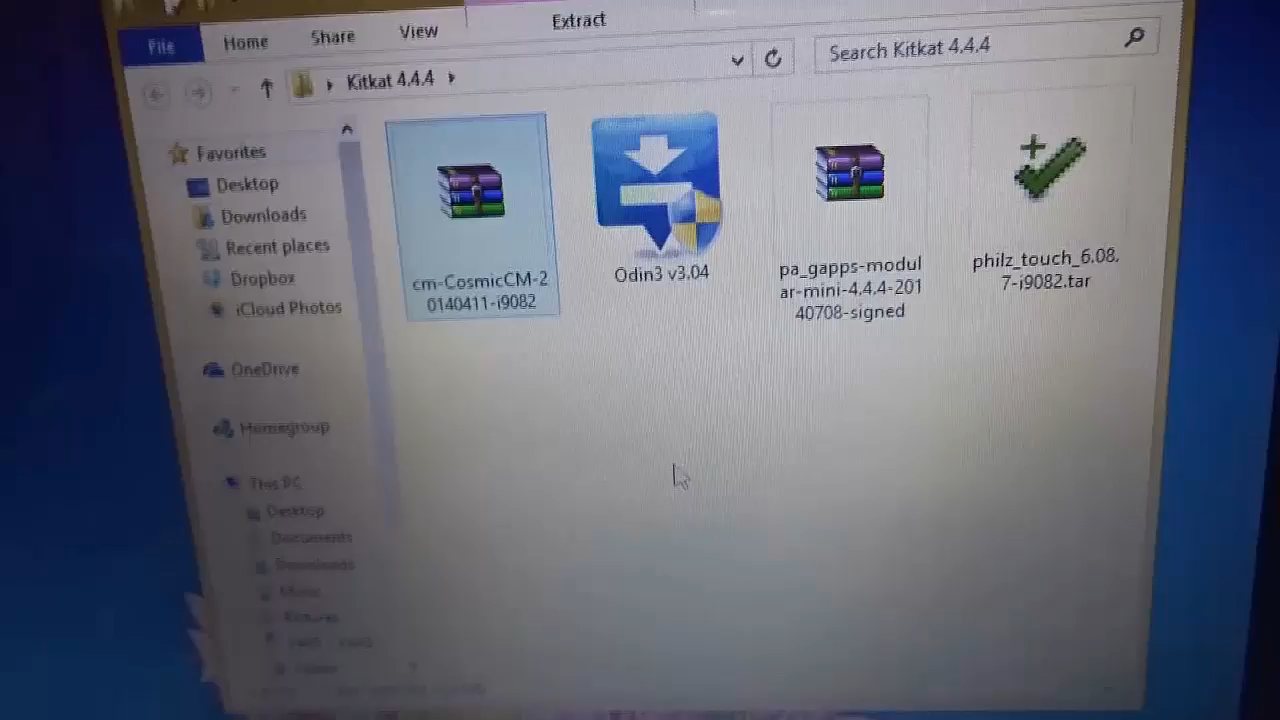 Extract
File
Home
Share
View
Kitkat 4.4.4
Search Kitkat 4.4.4
Favorites
Desktop
Downloads
Recent places
Dropbox
iCloud Photos
OneDrive
Homegroup
This PC
Desktop
Documents
Downloads
Music
Pictures
cm-CosmicCM-2
0140411-i9082
Odin3 v3.04
pa_gapps-modul
ar-mini-4.4.4-201
40708-signed
philz_touch_6.08.
7-i9082.tar